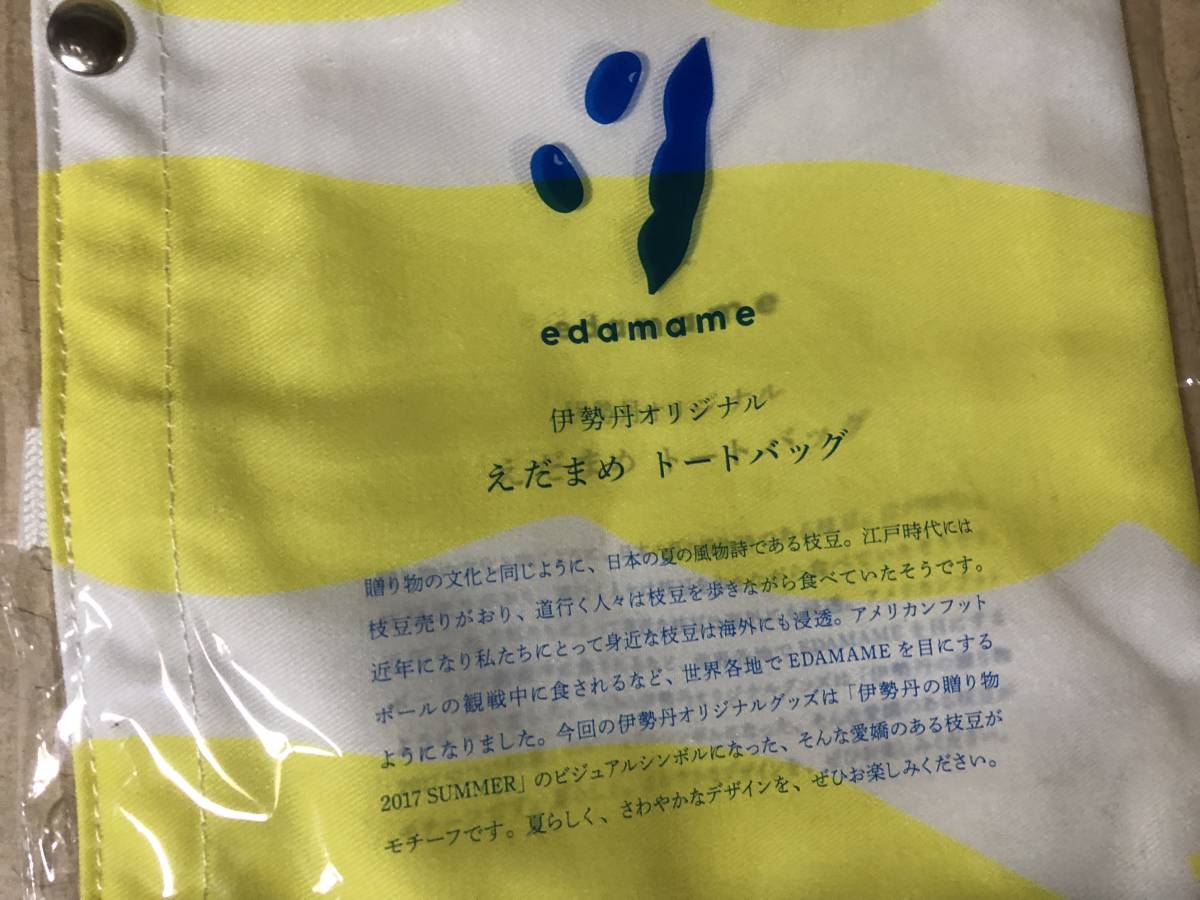 edamame
伊勢丹オリジナル
えだまめ トートバッグ
贈り物の文化と同じように、日本の夏の風物詩である枝豆。江戸時代には
枝豆売りがおり、道行く人々は枝豆を歩きながら食べていたそうです。
近年になり私たちにとって身近な枝豆は海外にも浸透。アメリカンフット
ボールの観戦中に食されるなど、世界各地でEDAMAMEを目にする
ようになりました。今回の伊勢丹オリジナルグッズは「伊勢丹の贈り物
2017 SUMMER」のビジュアルシンボルになった、そんな愛嬌のある枝豆が
モチーフです。夏らしく、さわやかなデザインを、ぜひお楽しみください。